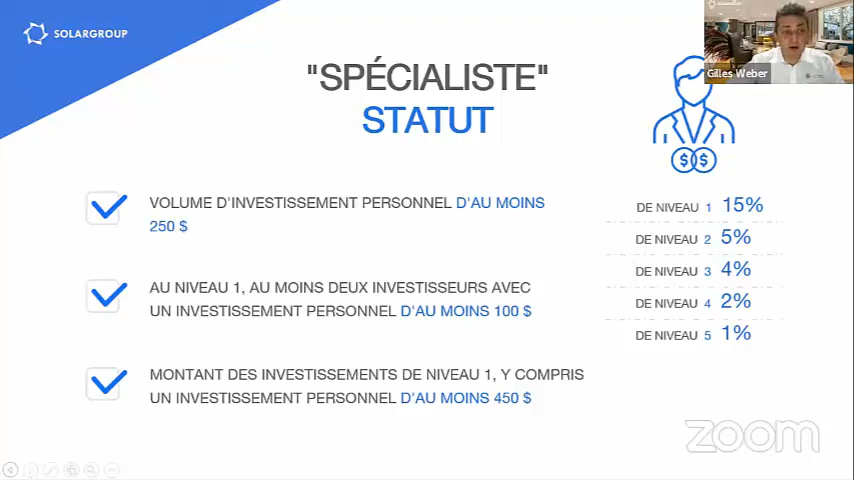 SOLARGROUP
Gilles Weber
"SPÉCIALISTE"
STATUT
VOLUME D'INVESTISSEMENT PERSONNEL D'AU MOINS
250 $
AU NIVEAU 1, AU MOINS DEUX INVESTISSEURS AVEC
UN INVESTISSEMENT PERSONNEL D'AU MOINS 100 $
MONTANT DES INVESTISSEMENTS DE NIVEAU 1, Y COMPRIS
UN INVESTISSEMENT PERSONNEL D'AU MOINS 450 $
$ $
DE NIVEAU 1 15%
DE NIVEAU 2 5%
DE NIVEAU 3 4%
DE NIVEAU 4 2%
DE NIVEAU 5 1%
zoom